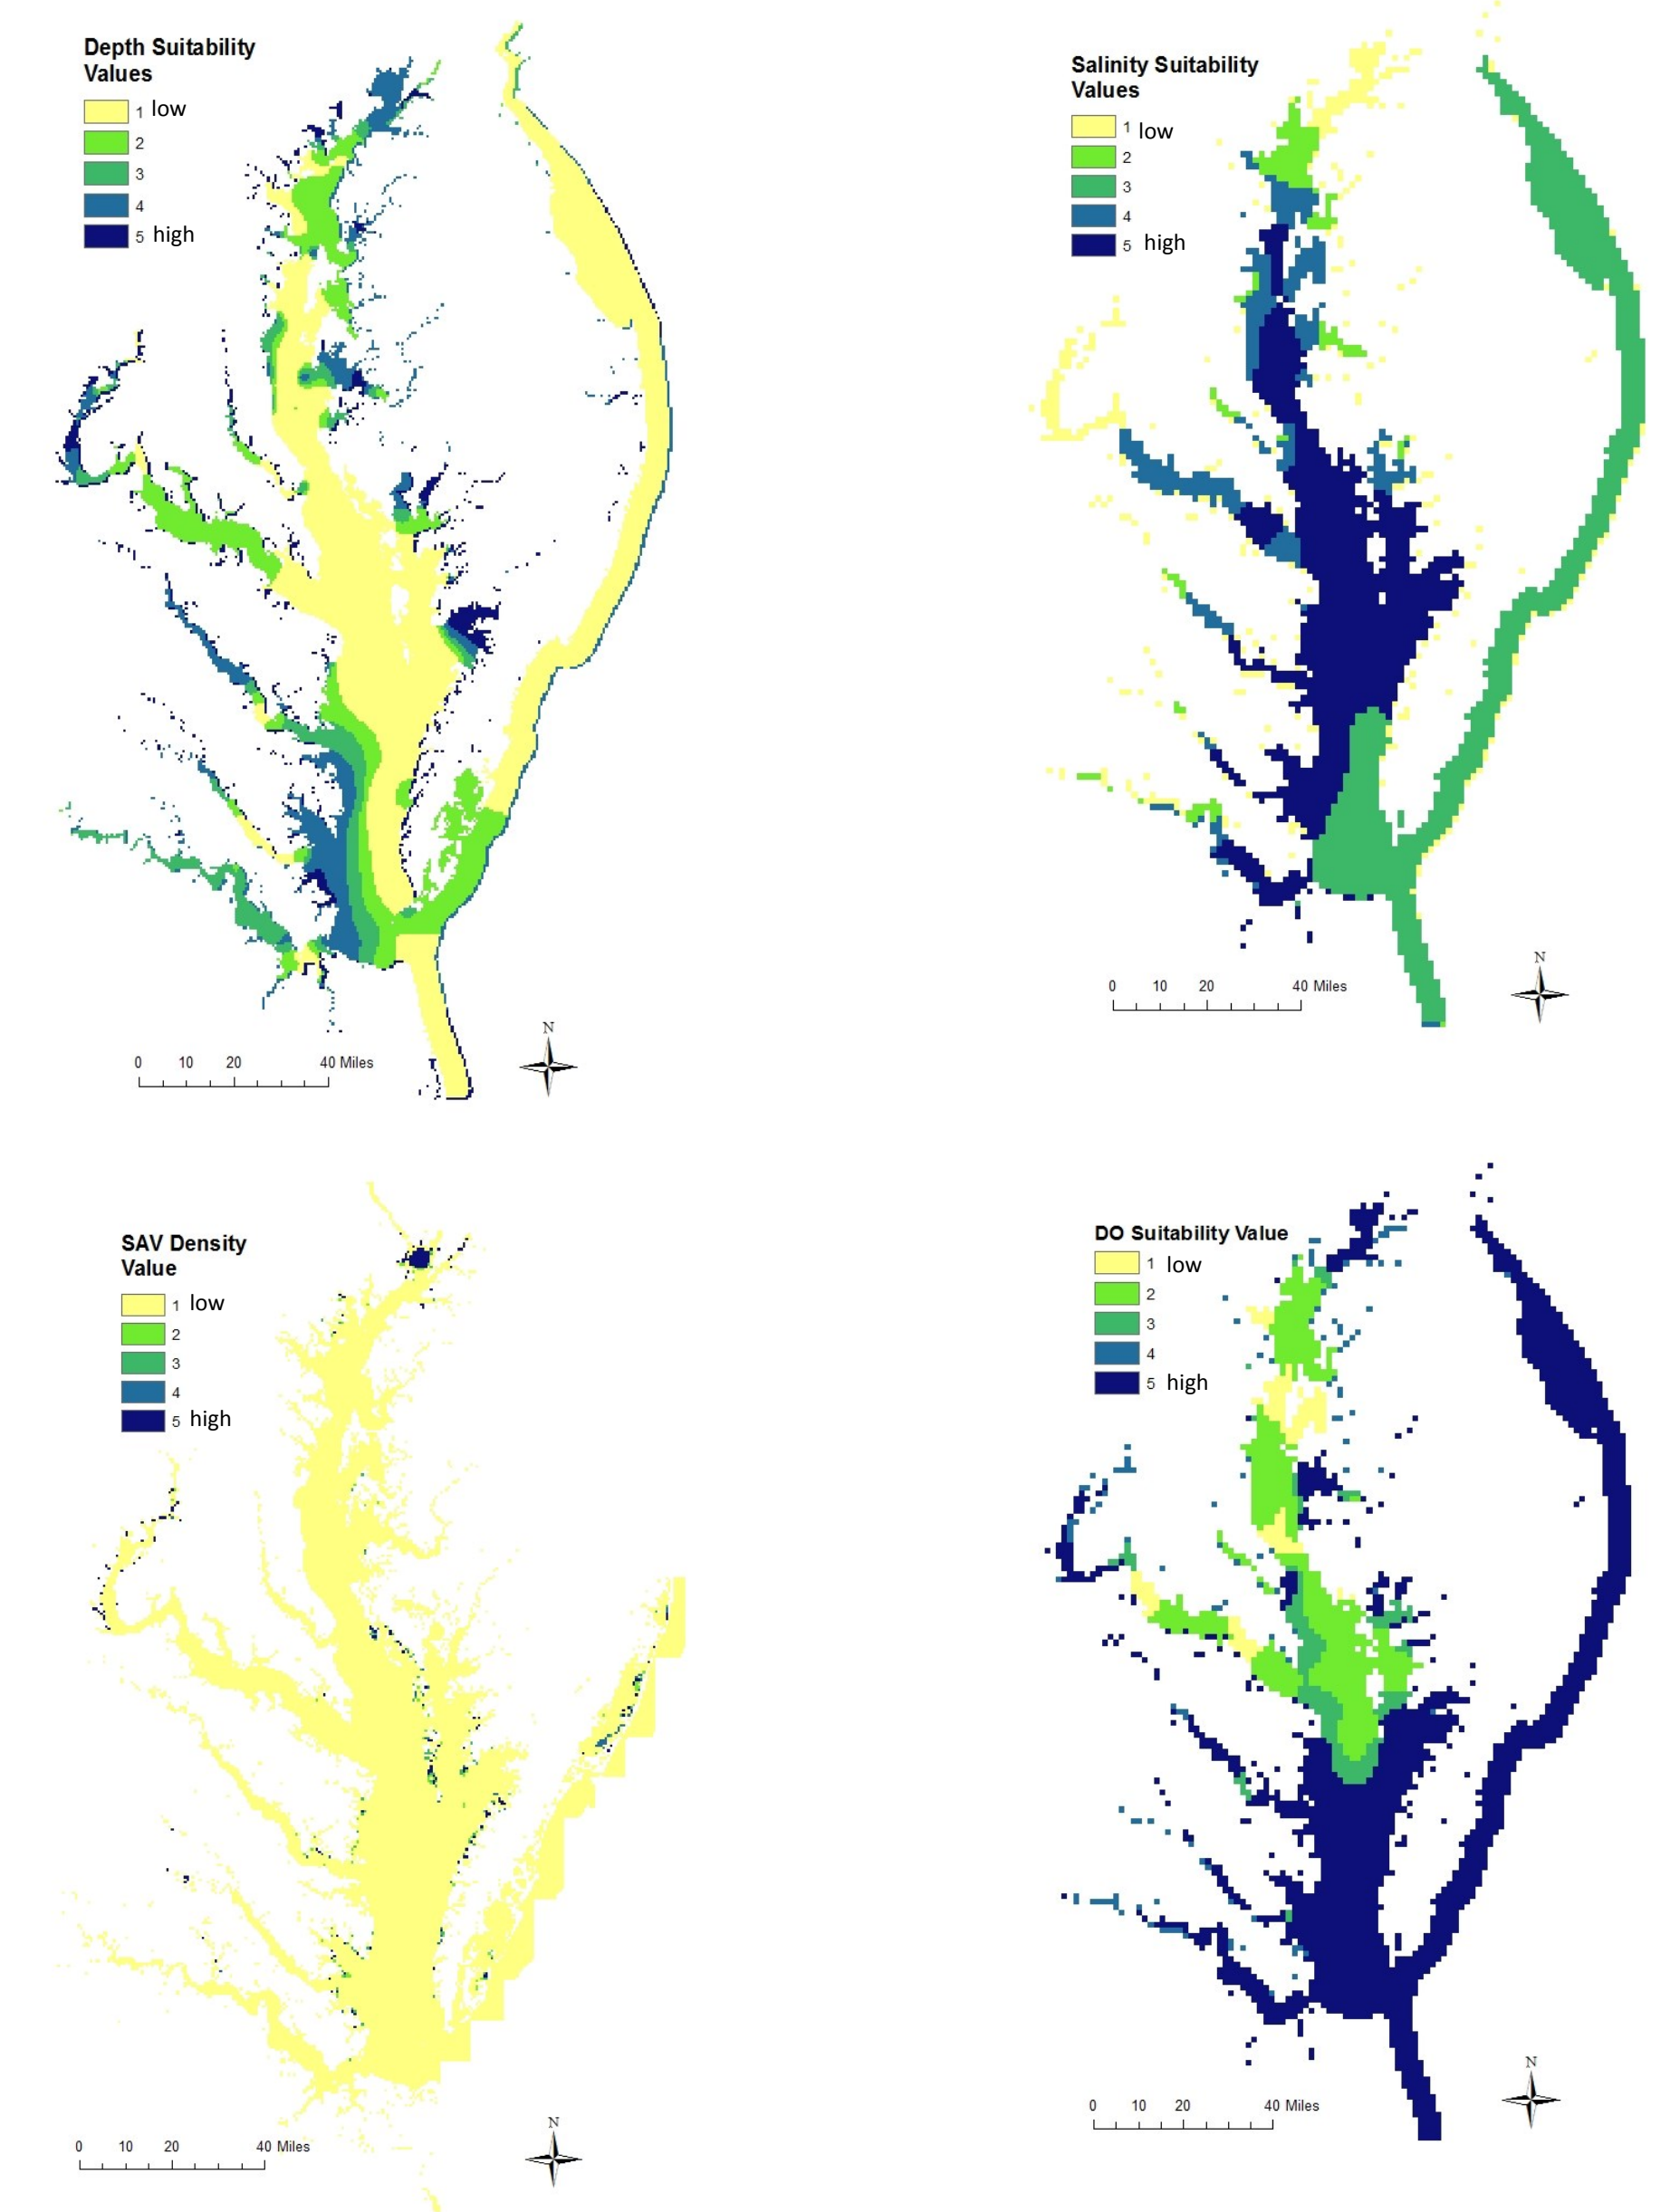 Depth Suitability
Values
1 low
2
3
4
5 high
N
0 10 20 40 Miles
Salinity Suitability
Values
1 low
2
3
4
5 high
N
0 10 20 40 Miles
SAV Density
Value
1 low
2
3
4
5 high
N
0 10 20 40 Miles
DO Suitability Value
1 low
2
3
4
5 high
N
0 10 20 40 Miles